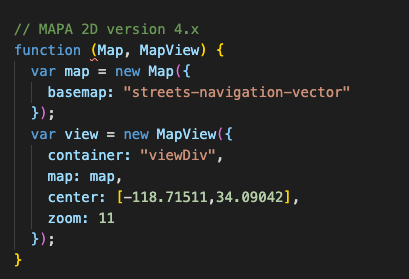 // MAPA 2D version 4.x
function (Map, MapView) {
  var map = new Map({
    basemap: "streets-navigation-vector"
  });
  var view = new MapView({
    container: "viewDiv",
    map: map,
    center: [-118.71511,34.09042],
    zoom: 11
  });
}